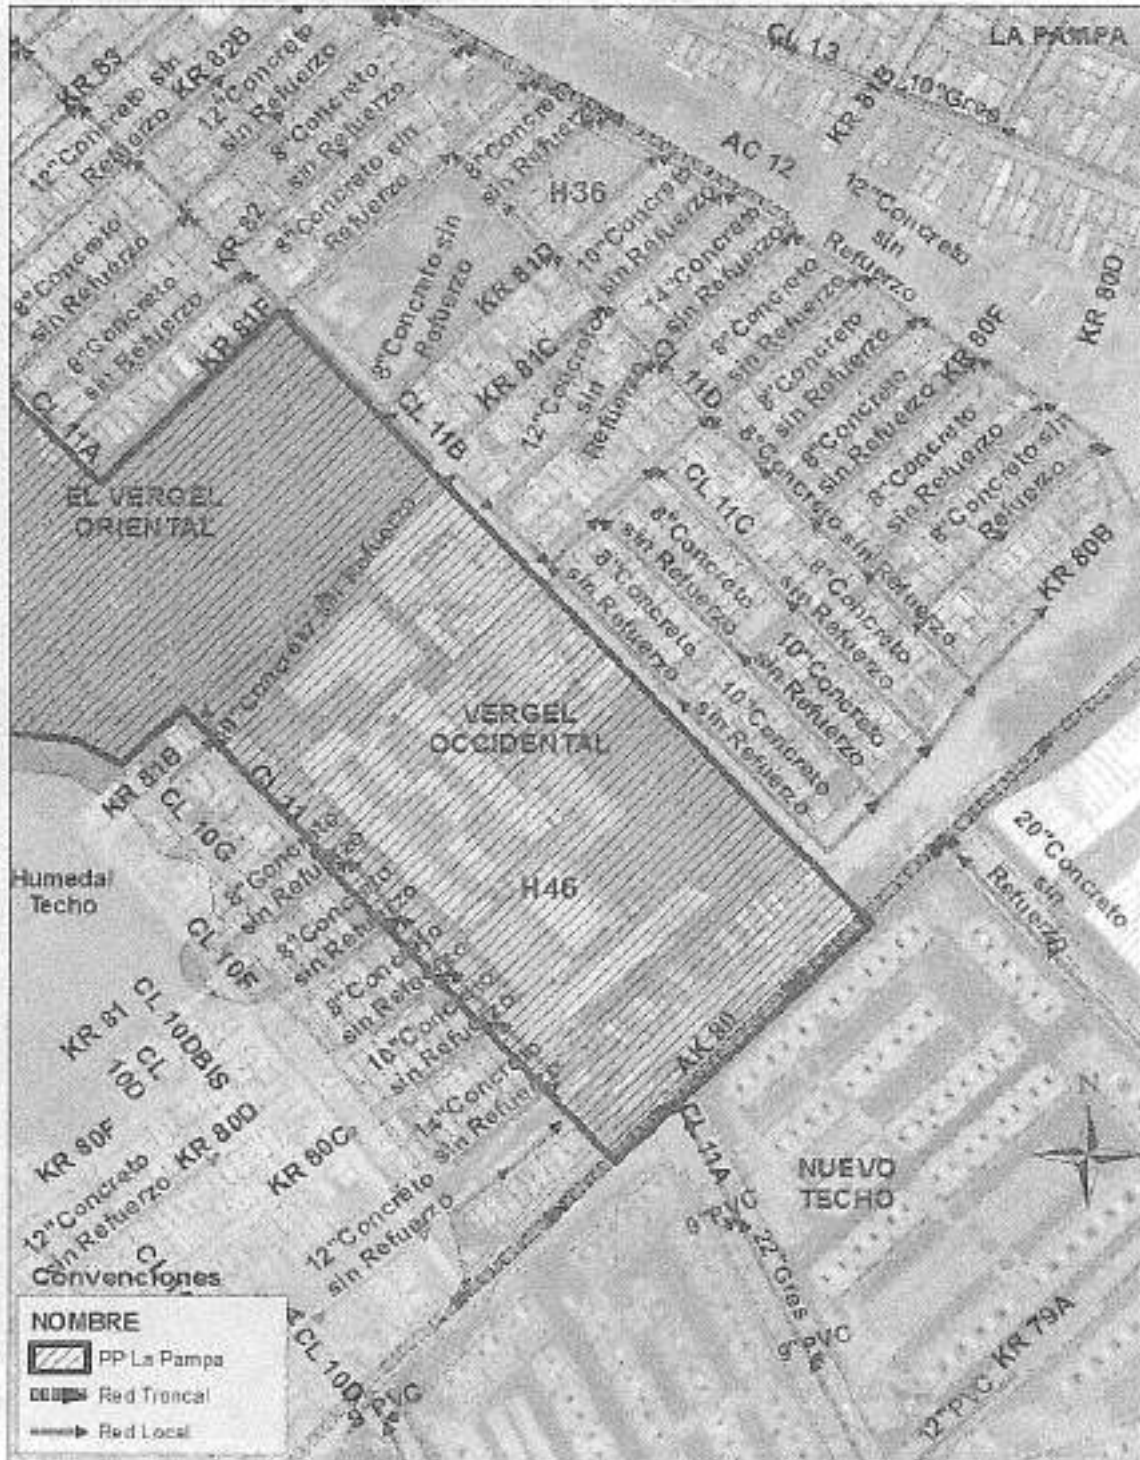 LA PAMPA
CL 13
KR 83
KR 82B
12"Concreto sin
Refuerzo
12"Concreto
sin Refuerzo
8"Concreto
sin Refuerzo
8"Concreto sin
Refuerzo
8"Concreto
sin Refuerzo
KR 81B
10"Gres
AC 12
H36
12"Concreto
sin
Refuerzo
KR 80D
KR 82
8"Concreto
sin Refuerzo
8"Concreto
sin Refuerzo
KR 81F
8"Concreto sin
Refuerzo
KR 81D
10"Concreto
sin Refuerzo
14"Concreto
sin Refuerzo
KR 81C
12"Concreto
sin
Refuerzo
8"Concreto
sin Refuerzo
8"Concreto
sin Refuerzo
KR 80F
8"Concreto
sin Refuerzo
8"Concreto
sin Refuerzo
8"Concreto sin
Refuerzo
11D
8"Concreto sin Refuerzo
CL 11A
CL 11B
CL 11C
EL VERGEL
ORIENTAL
8"Concreto
sin Refuerzo
8"Concreto
sin Refuerzo
8"Concreto
sin Refuerzo
10"Concreto
sin Refuerzo
10"Concreto
sin Refuerzo
KR 80B
VERGEL
OCCIDENTAL
KR 81B
CL 11
CL 10G
Humedal
Techo
8"Concreto
sin Refuerzo
8"Concreto
sin Refuerzo
8"Concreto
sin Refuerzo
10"Concreto
sin Refuerzo
14"Concreto
sin Refuerzo
H46
20"Concreto
sin
Refuerzo
CL 10F
KR 81
CL 10DBIS
CL
10D
AK 80
KR 80F
KR 80D
KR 80C
12"Concreto
sin Refuerzo
12"Concreto
sin Refuerzo
CL 11A
N
NUEVO
TECHO
9"PVC
22"Gres
9"PVC
KR 79A
12"PVC
CL 10D
9"PVC
Convenciones
NOMBRE
PP La Pampa
Red Troncal
Red Local